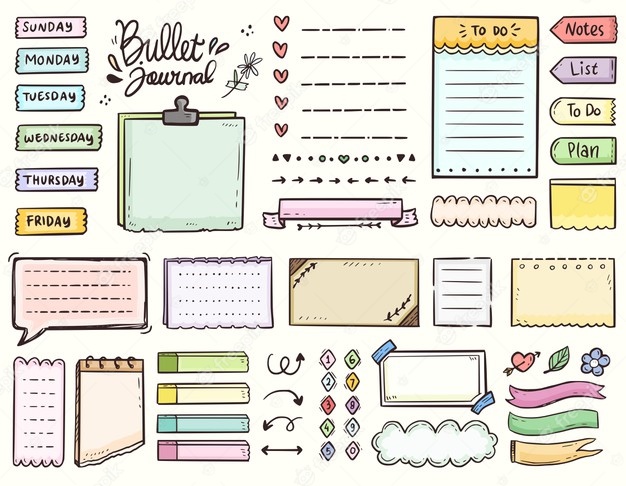 SUNDAY
MONDAY
TUESDAY
WEDNESDAY
THURSDAY
FRIDAY
Bullet
Journal
TO DO
Notes
List
To Do
Plan
1 6
2 7
3 8
4 9
5 0